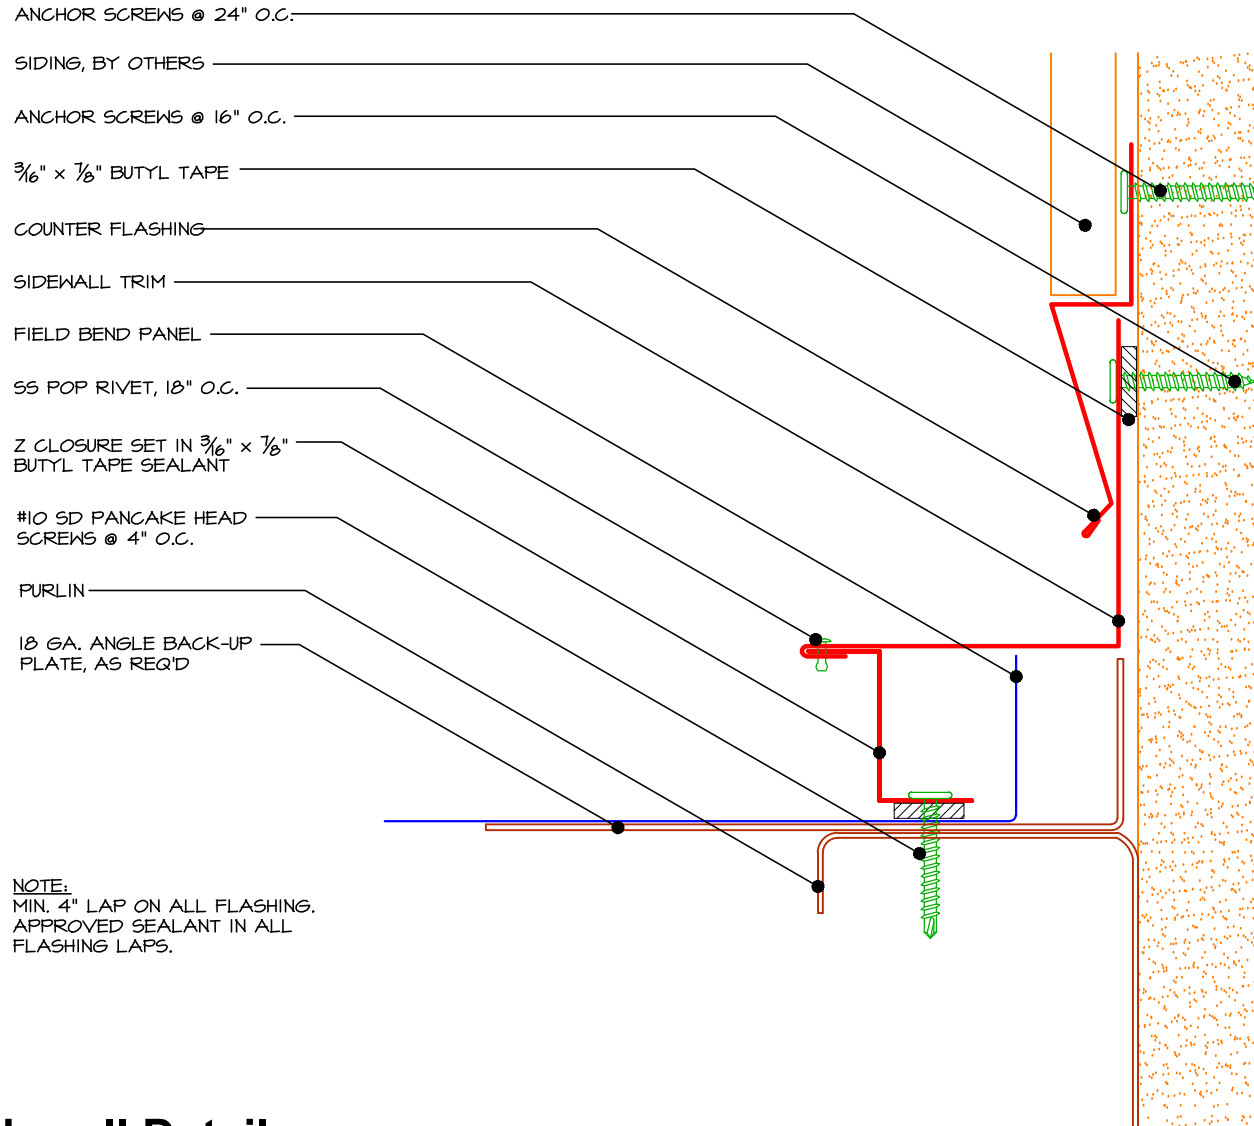 ANCHOR SCREWS @ 24" O.C.
SIDING, BY OTHERS
ANCHOR SCREWS @ 16" O.C.
3/16" x 7/8" BUTYL TAPE
COUNTER FLASHING
SIDEWALL TRIM
FIELD BEND PANEL
SS POP RIVET, 18" O.C.
Z CLOSURE SET IN 3/16" x 7/8"
BUTYL TAPE SEALANT
#10 SD PANCAKE HEAD
SCREWS @ 4" O.C.
PURLIN
18 GA. ANGLE BACK-UP
PLATE, AS REQ'D
NOTE:
MIN. 4" LAP ON ALL FLASHING.
APPROVED SEALANT IN ALL
FLASHING LAPS.